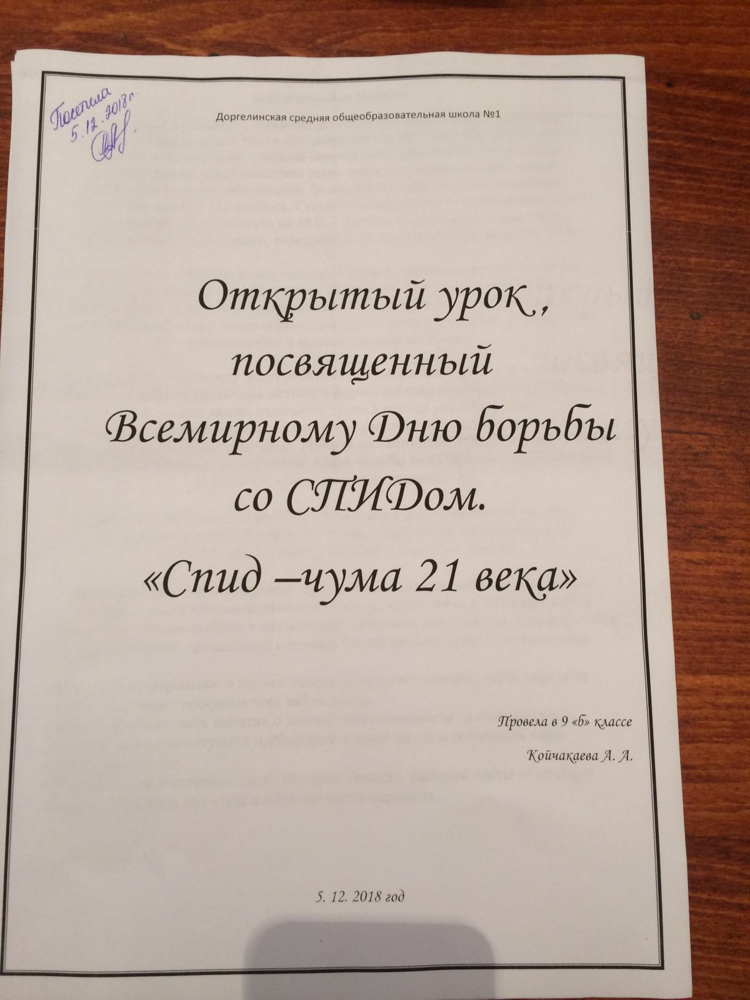 Посетила
5.12.2018г.
Доргелинская средняя общеобразовательная школа №1
Открытый урок,
посвященный
Всемирному Дню борьбы
со СПИДом.
«Спид –чума 21 века»
Провела в 9 «б» классе
Койчакаева А. А.
5. 12. 2018 год